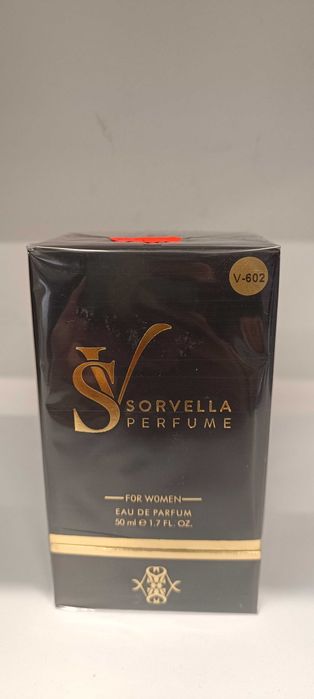 V-602
SV
SORVELLA
PERFUME
FOR WOMEN
EAU DE PARFUM
50 ml e 1.7 FL. OZ.